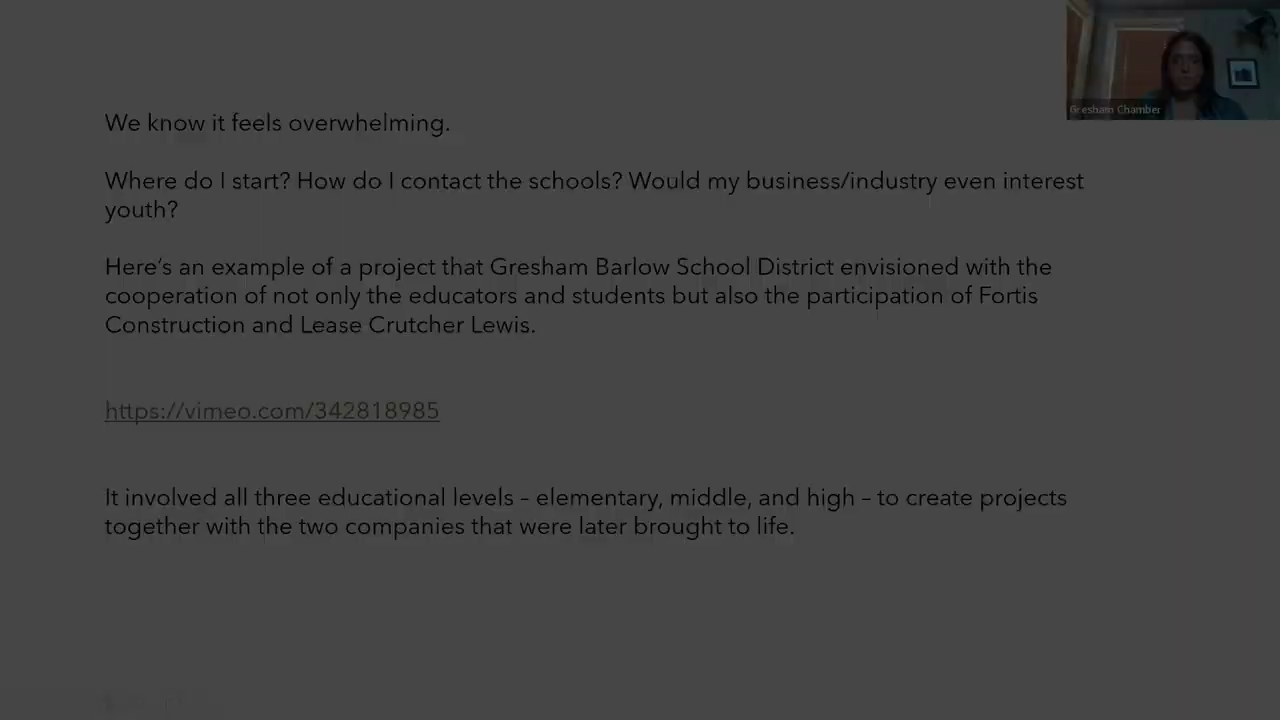 Gresham Chamber
We know it feels overwhelming.
Where do I start? How do I contact the schools? Would my business/industry even interest
youth?
Here's an example of a project that Gresham Barlow School District envisioned with the
cooperation of not only the educators and students but also the participation of Fortis
Construction and Lease Crutcher Lewis.
https://vimeo.com/342818985
It involved all three educational levels – elementary, middle, and high – to create projects
together with the two companies that were later brought to life.